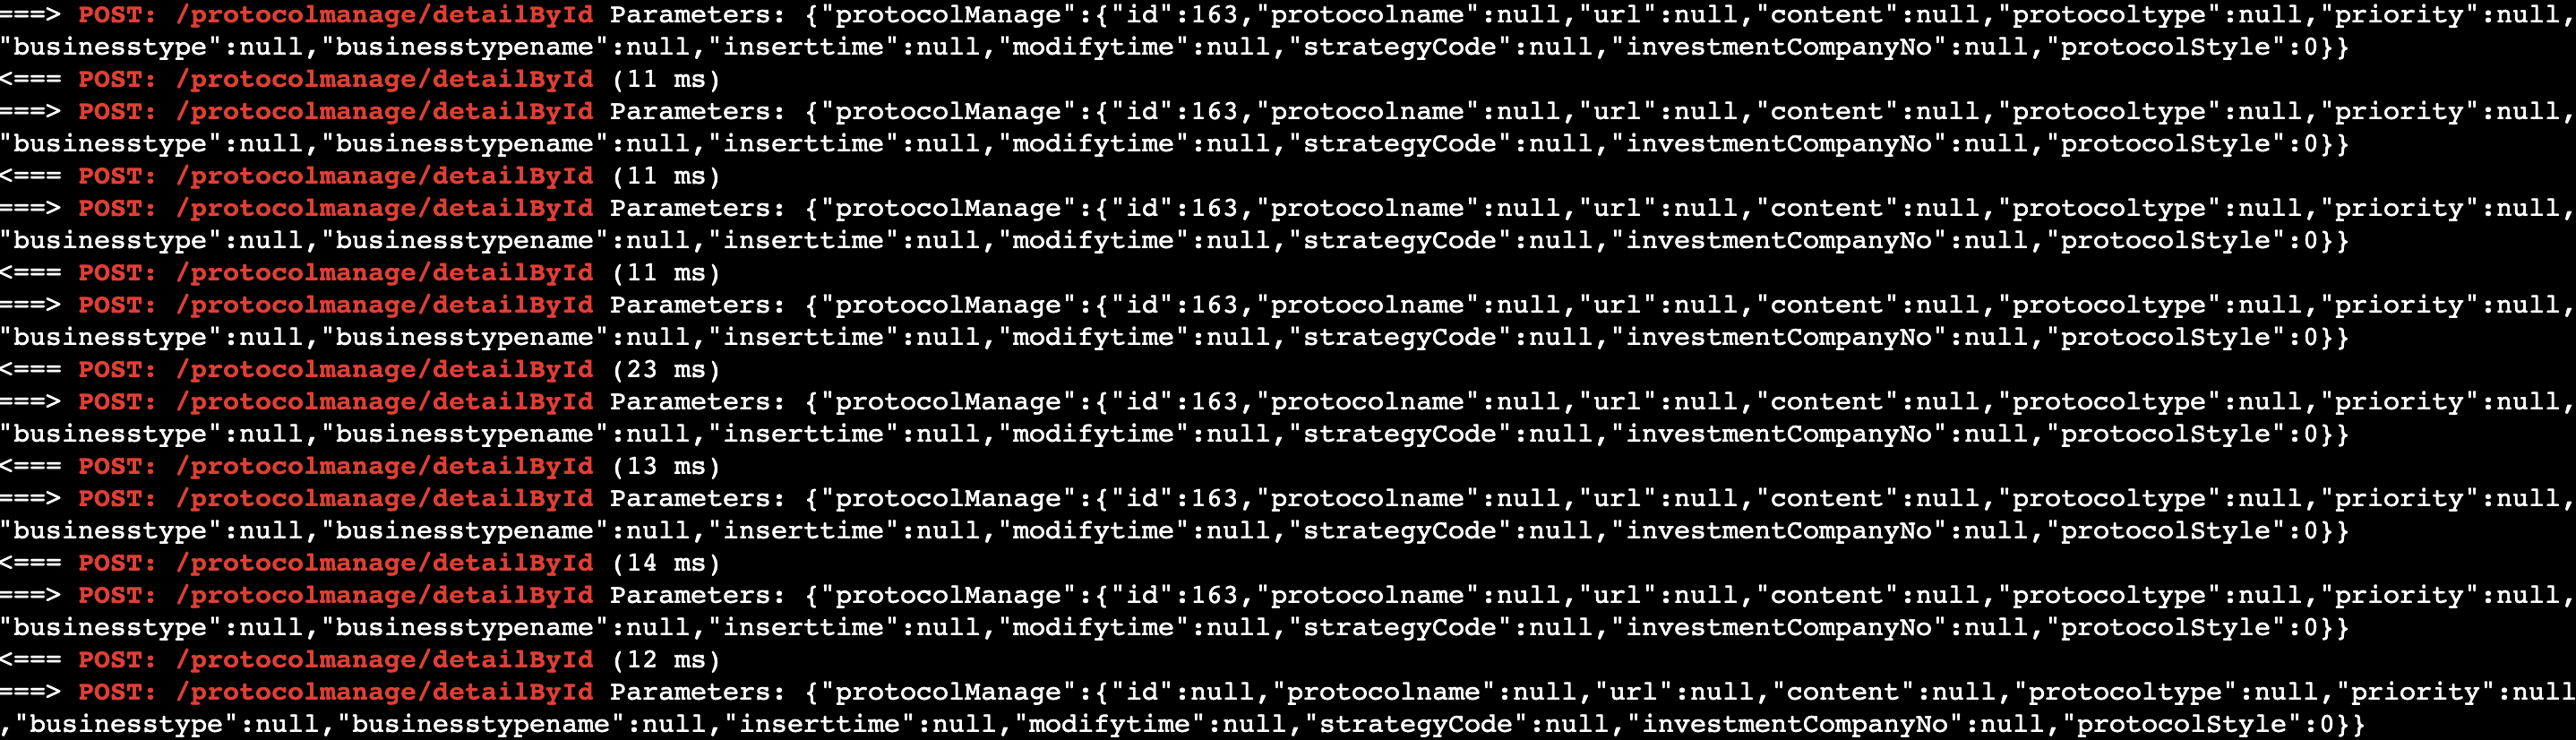 ===> POST: /protocolmanage/detailById Parameters: {"protocolManage":{"id":163,"protocolname":null,"url":null,"content":null,"protocoltype":null,"priority":null,
"businesstype":null,"businesstypename":null,"inserttime":null,"modifytime":null,"strategyCode":null,"investmentCompanyNo":null,"protocolStyle":0}}
<=== POST: /protocolmanage/detailById (11 ms)
===> POST: /protocolmanage/detailById Parameters: {"protocolManage":{"id":163,"protocolname":null,"url":null,"content":null,"protocoltype":null,"priority":null,
"businesstype":null,"businesstypename":null,"inserttime":null,"modifytime":null,"strategyCode":null,"investmentCompanyNo":null,"protocolStyle":0}}
<=== POST: /protocolmanage/detailById (11 ms)
===> POST: /protocolmanage/detailById Parameters: {"protocolManage":{"id":163,"protocolname":null,"url":null,"content":null,"protocoltype":null,"priority":null,
"businesstype":null,"businesstypename":null,"inserttime":null,"modifytime":null,"strategyCode":null,"investmentCompanyNo":null,"protocolStyle":0}}
<=== POST: /protocolmanage/detailById (11 ms)
===> POST: /protocolmanage/detailById Parameters: {"protocolManage":{"id":163,"protocolname":null,"url":null,"content":null,"protocoltype":null,"priority":null,
"businesstype":null,"businesstypename":null,"inserttime":null,"modifytime":null,"strategyCode":null,"investmentCompanyNo":null,"protocolStyle":0}}
<=== POST: /protocolmanage/detailById (23 ms)
===> POST: /protocolmanage/detailById Parameters: {"protocolManage":{"id":163,"protocolname":null,"url":null,"content":null,"protocoltype":null,"priority":null,
"businesstype":null,"businesstypename":null,"inserttime":null,"modifytime":null,"strategyCode":null,"investmentCompanyNo":null,"protocolStyle":0}}
<=== POST: /protocolmanage/detailById (13 ms)
===> POST: /protocolmanage/detailById Parameters: {"protocolManage":{"id":163,"protocolname":null,"url":null,"content":null,"protocoltype":null,"priority":null,
"businesstype":null,"businesstypename":null,"inserttime":null,"modifytime":null,"strategyCode":null,"investmentCompanyNo":null,"protocolStyle":0}}
<=== POST: /protocolmanage/detailById (14 ms)
===> POST: /protocolmanage/detailById Parameters: {"protocolManage":{"id":163,"protocolname":null,"url":null,"content":null,"protocoltype":null,"priority":null,
"businesstype":null,"businesstypename":null,"inserttime":null,"modifytime":null,"strategyCode":null,"investmentCompanyNo":null,"protocolStyle":0}}
<=== POST: /protocolmanage/detailById (12 ms)
===> POST: /protocolmanage/detailById Parameters: {"protocolManage":{"id":null,"protocolname":null,"url":null,"content":null,"protocoltype":null,"priority":null
,"businesstype":null,"businesstypename":null,"inserttime":null,"modifytime":null,"strategyCode":null,"investmentCompanyNo":null,"protocolStyle":0}}